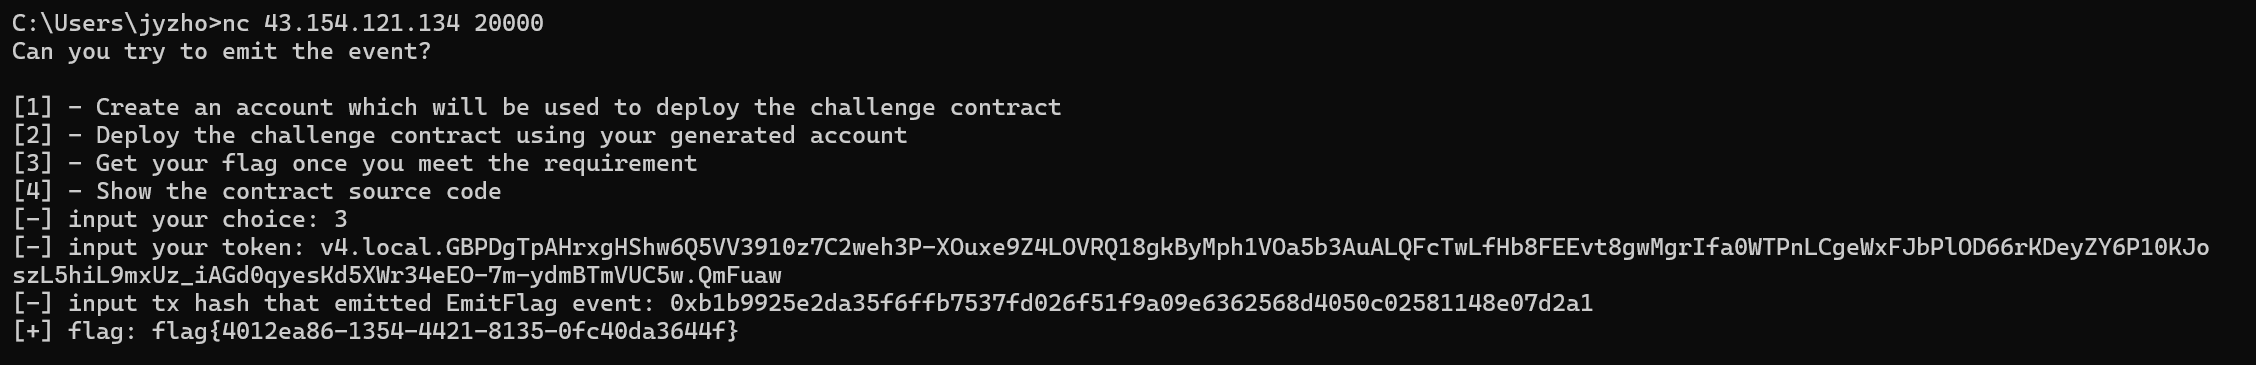 C:\Users\jyzho>nc 43.154.121.134 20000
Can you try to emit the event?
[1] - Create an account which will be used to deploy the challenge contract
[2] - Deploy the challenge contract using your generated account
[3] - Get your flag once you meet the requirement
[4] - Show the contract source code
[-] input your choice: 3
[-] input your token: v4.local.GBPDgTpAHrxgHShw6Q5VV3910z7C2weh3P-XOuxe9Z4LOVRQ18gkByMph1VOa5b3AuALQFcTwLfHb8FEEvt8gwMgrIfa0WTPnLCgeWxFJbPlOD66rKDeyZY6P10KJo
szL5hiL9mxUz_iAGd0qyesKd5XWr34eEO-7m-ydmBTmVUC5w.QmFuaw
[-] input tx hash that emitted EmitFlag event: 0xb1b9925e2da35f6ffb7537fd026f51f9a09e6362568d4050c02581148e07d2a1
[+] flag: flag{4012ea86-1354-4421-8135-0fc40da3644f}